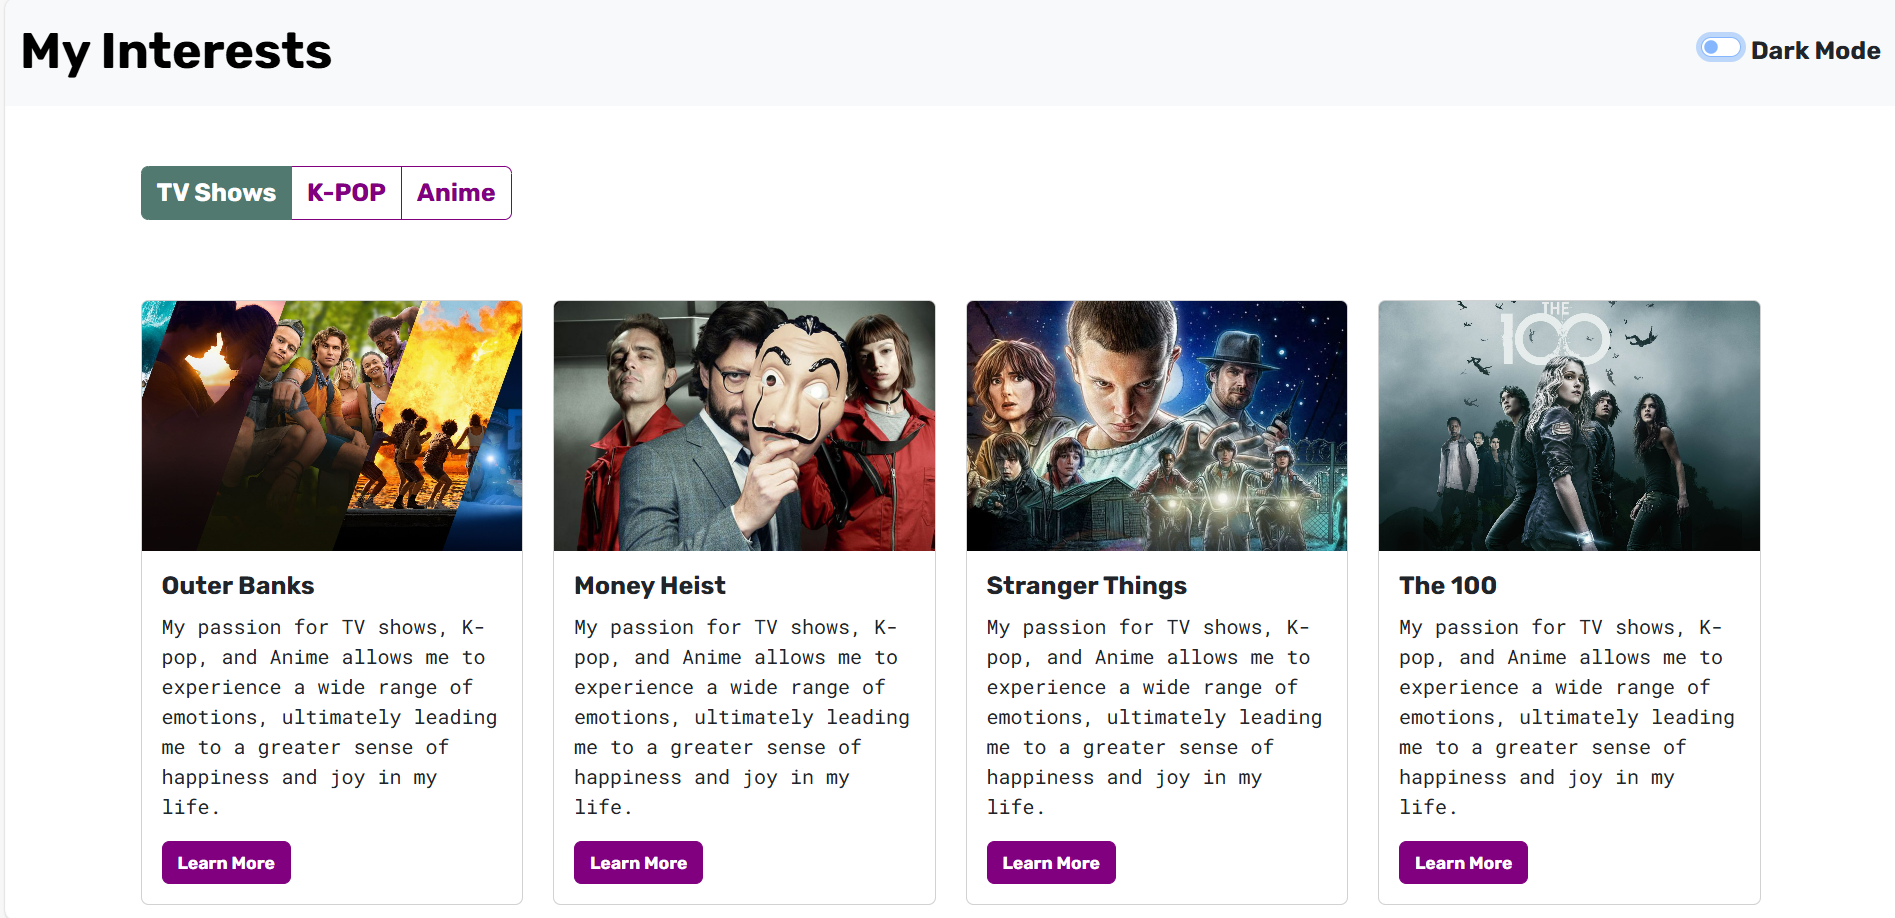 My Interests
Dark Mode
TV Shows
K-POP
Anime
THE
100
Outer Banks
My passion for TV shows, K-
pop, and Anime allows me to
experience a wide range of
emotions, ultimately leading
me to a greater sense of
happiness and joy in my
life.
Learn More
Money Heist
My passion for TV shows, K-
pop, and Anime allows me to
experience a wide range of
emotions, ultimately leading
me to a greater sense of
happiness and joy in my
life.
Learn More
Stranger Things
My passion for TV shows, K-
pop, and Anime allows me to
experience a wide range of
emotions, ultimately leading
me to a greater sense of
happiness and joy in my
life.
Learn More
The 100
My passion for TV shows, K-
pop, and Anime allows me to
experience a wide range of
emotions, ultimately leading
me to a greater sense of
happiness and joy in my
life.
Learn More